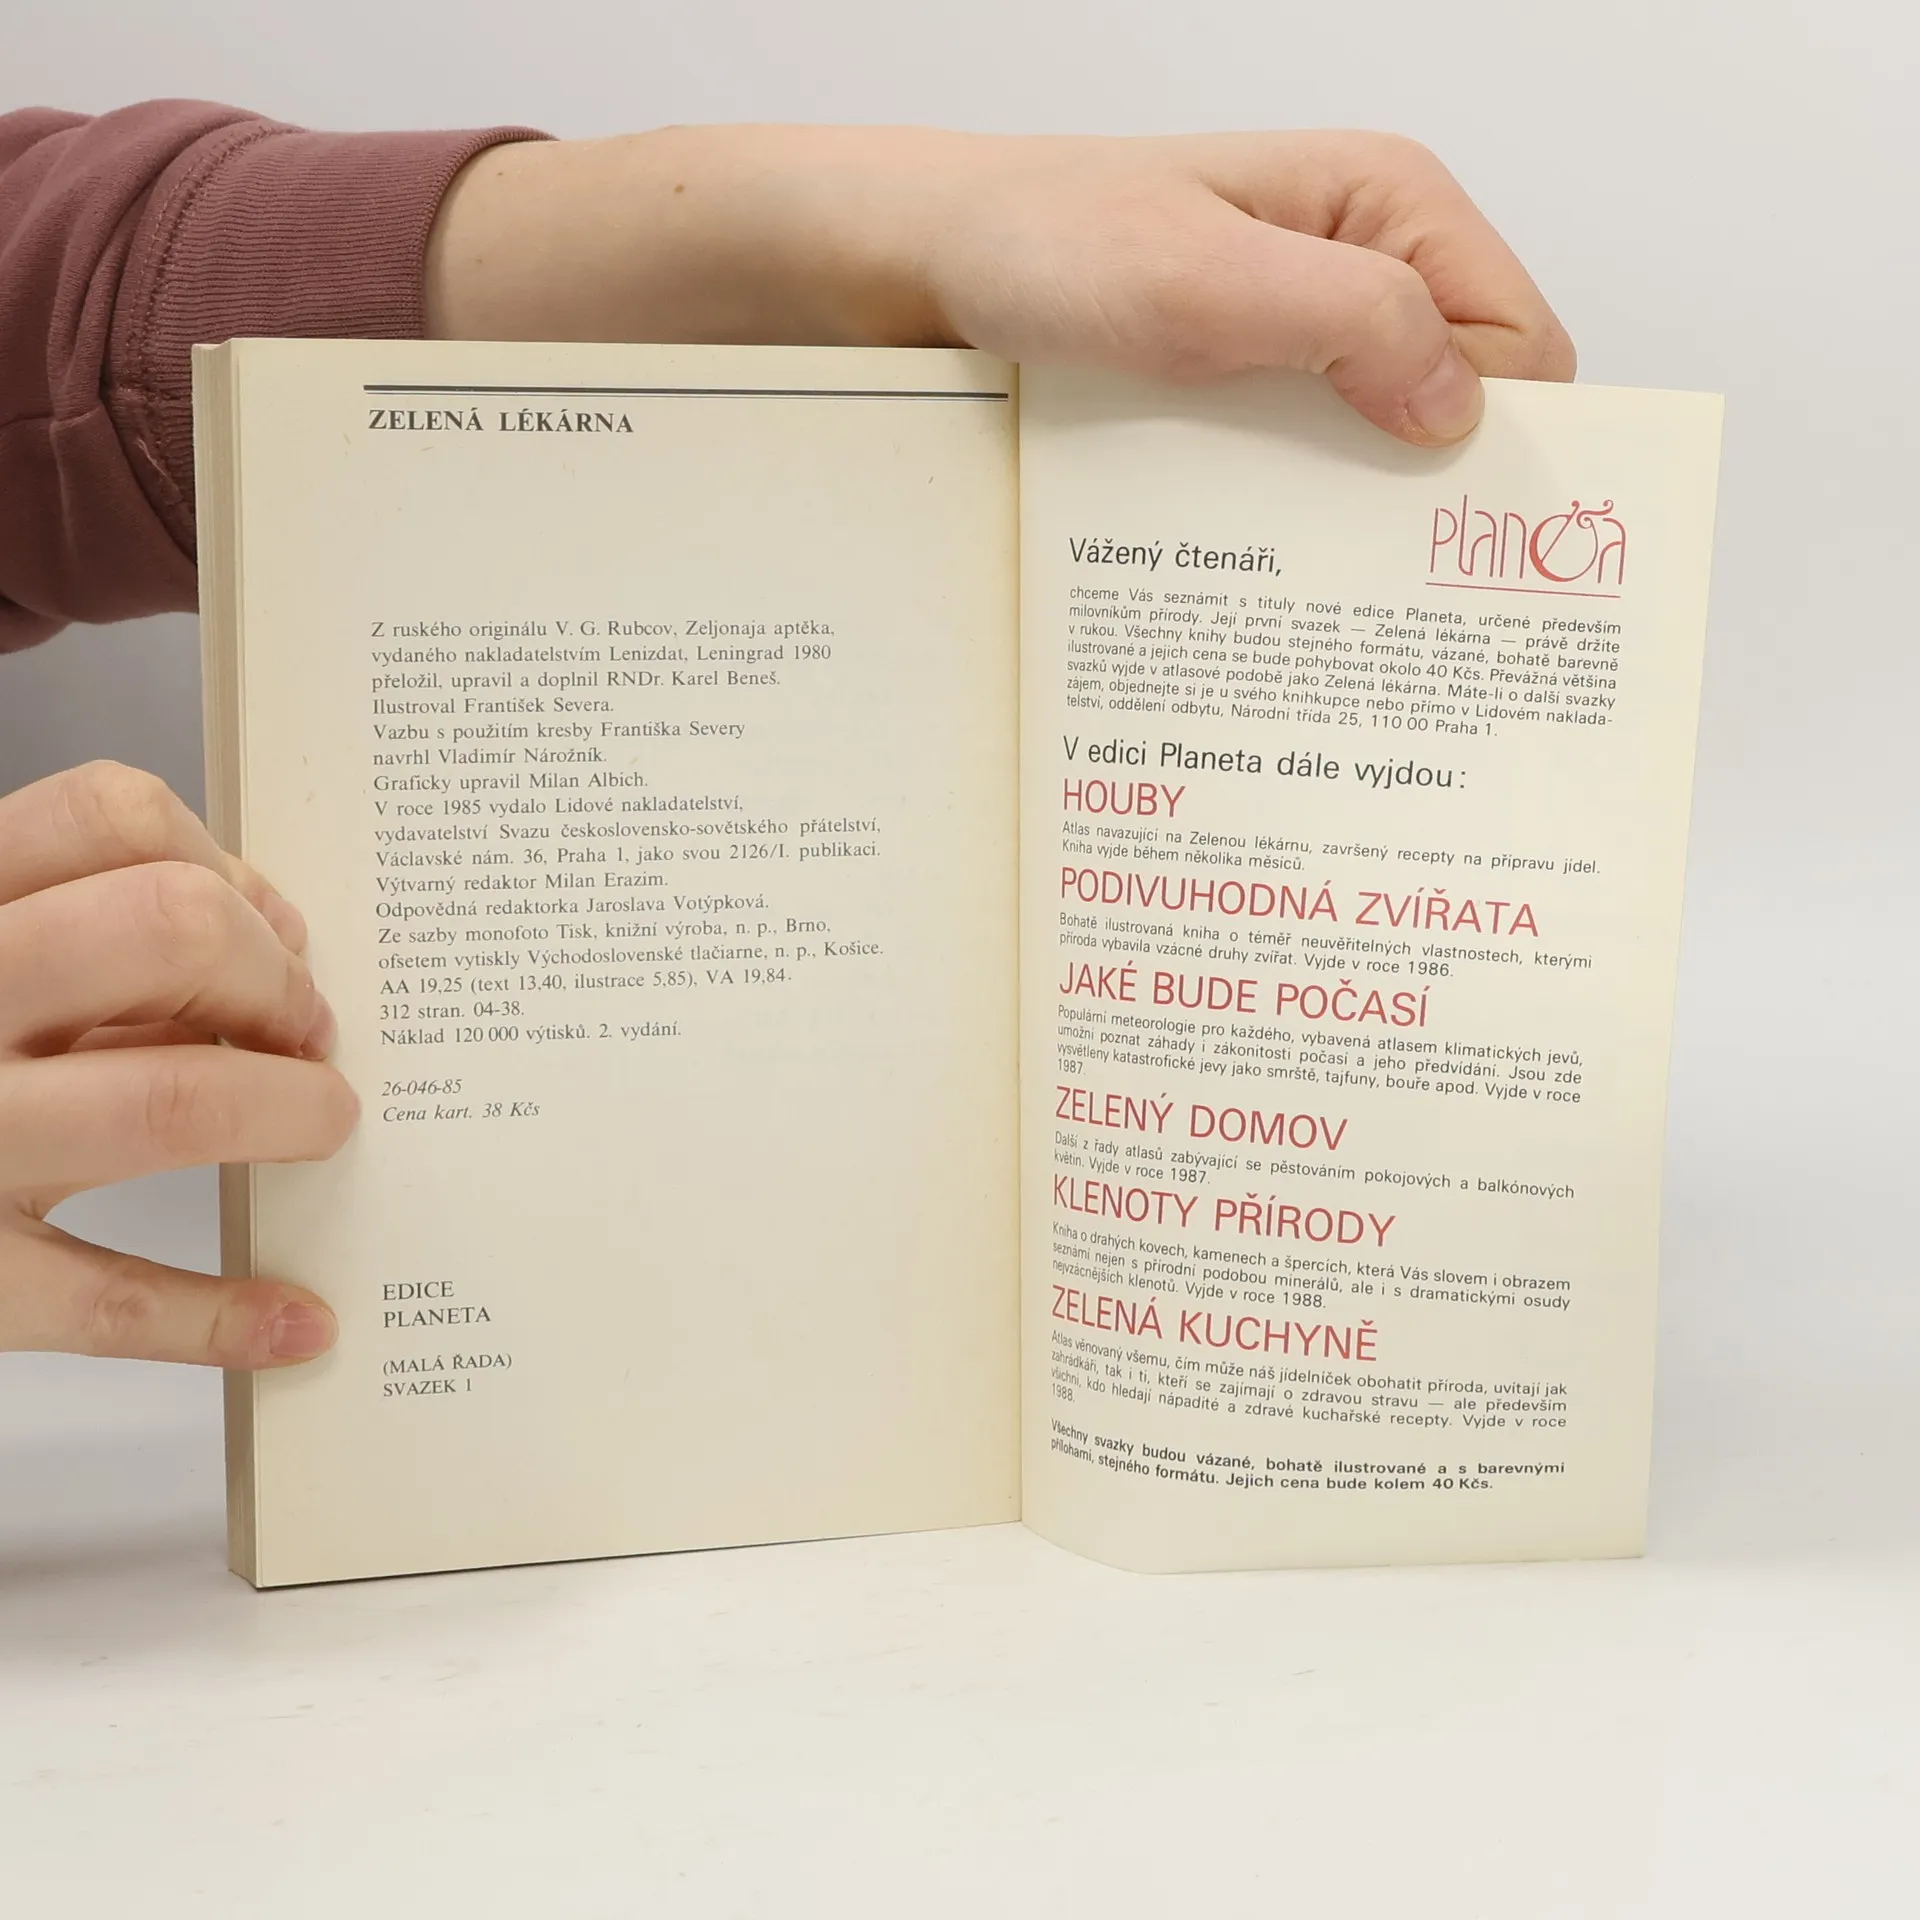 ZELENÁ LÉKÁRNA
Z ruského originálu V. G. Rubcov, Zeljonaja aptěka,
vydaného nakladatelstvím Lenizdat, Leningrad 1980
přeložil, upravil a doplnil RNDr. Karel Beneš.
Ilustroval František Severa.
Vazbu s použitím kresby Františka Severy
navrhl Vladimír Nárožník.
Graficky upravil Milan Albich.
V roce 1985 vydalo Lidové nakladatelství,
vydavatelství Svazu československo-sovětského přátelství,
Václavské nám. 36, Praha 1, jako svou 2126/I. publikaci.
Výtvarný redaktor Milan Erazim.
Odpovědná redaktorka Jaroslava Votýpková.
Ze sazby monofoto Tisk, knižní výroba, n. p., Brno,
ofsetem vytiskly Východoslovenské tlačiarne, n. p., Košice.
AA 19,25 (text 13,40, ilustrace 5,85), VA 19,84.
312 stran. 04-38.
Náklad 120 000 výtisků. 2. vydání.
26-046-85
Cena kart. 38 Kčs
EDICE
PLANETA
(MALÁ ŘADA)
SVAZEK 1
planeta
Vážený čtenáři,
chceme Vás seznámit s tituly nové edice Planeta, určené především
milovníkům přírody. Její první svazek — Zelená lékárna — právě držíte
v rukou. Všechny knihy budou stejného formátu, vázané, bohatě barevně
ilustrované a jejich cena se bude pohybovat okolo 40 Kčs. Převážná většina
svazků vyjde v atlasové podobě jako Zelená lékárna. Máte-li o další svazky
zájem, objednejte si je u svého knihkupce nebo přímo v Lidovém naklada-
telství, oddělení odbytu, Národní třída 25, 110 00 Praha 1.
V edici Planeta dále vyjdou:
HOUBY
Atlas navazující na Zelenou lékárnu, završený recepty na přípravu jídel.
Kniha vyjde během několika měsíců.
PODIVUHODNÁ ZVÍŘATA
Bohatě ilustrovaná kniha o téměř neuvěřitelných vlastnostech, kterými
příroda vybavila vzácné druhy zvířat. Vyjde v roce 1986.
JAKÉ BUDE POČASÍ
Populární meteorologie pro každého, vybavená atlasem klimatických jevů,
umožní poznat záhady i zákonitosti počasí a jeho předvídání. Jsou zde
vysvětleny katastrofické jevy jako smrště, tajfuny, bouře apod. Vyjde v roce
1987.
ZELENÝ DOMOV
Další z řady atlasů zabývající se pěstováním pokojových a balkónových
květin. Vyjde v roce 1987.
KLENOTY PŘÍRODY
Kniha o drahých kovech, kamenech a špercích, která Vás slovem i obrazem
seznámí nejen s přírodní podobou minerálů, ale i s dramatickými osudy
nejvzácnějších klenotů. Vyjde v roce 1988.
ZELENÁ KUCHYNĚ
Atlas věnovaný všemu, čím může náš jídelníček obohatit příroda, uvítají jak
zahrádkáři, tak i ti, kteří se zajímají o zdravou stravu — ale především
všichni, kdo hledají nápadité a zdravé kuchařské recepty. Vyjde v roce
1988.
Všechny svazky budou vázané, bohatě ilustrované a s barevnými
přílohami, stejného formátu. Jejich cena bude kolem 40 Kčs.